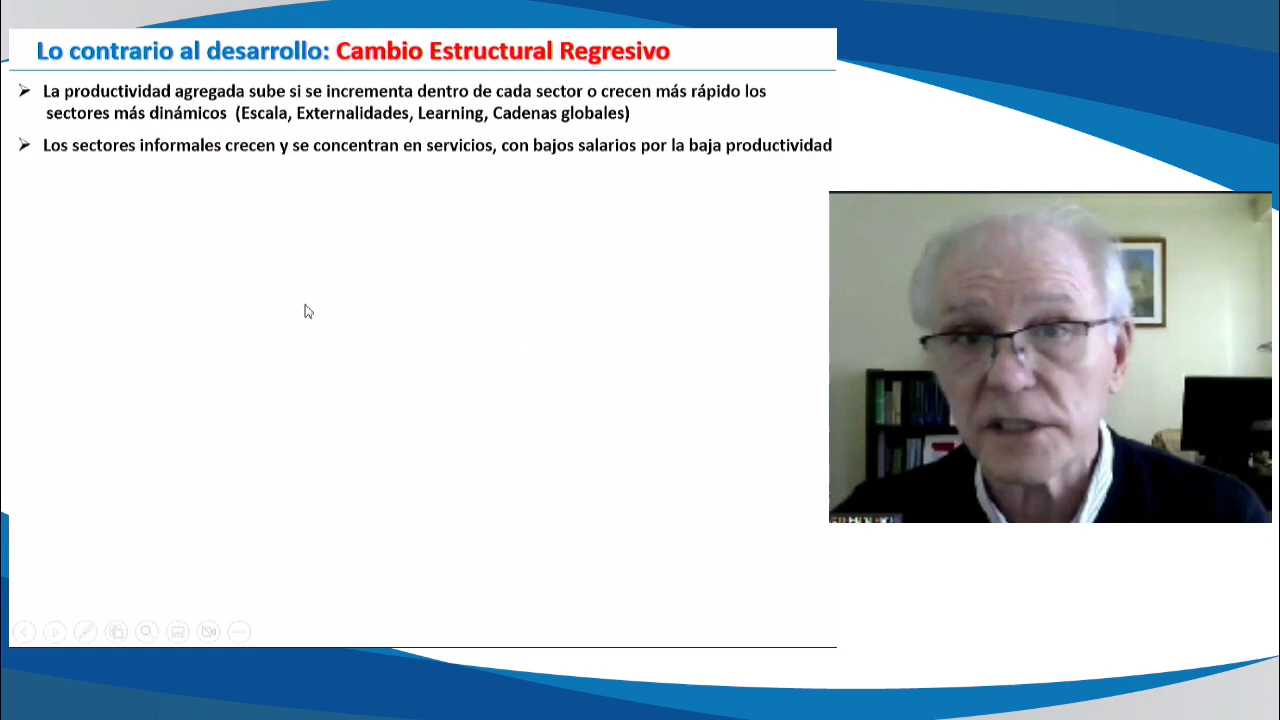 Lo contrario al desarrollo: Cambio Estructural Regresivo
La productividad agregada sube si se incrementa dentro de cada sector o crecen más rápido los
sectores más dinámicos (Escala, Externalidades, Learning, Cadenas globales)
Los sectores informales crecen y se concentran en servicios, con bajos salarios por la baja productividad